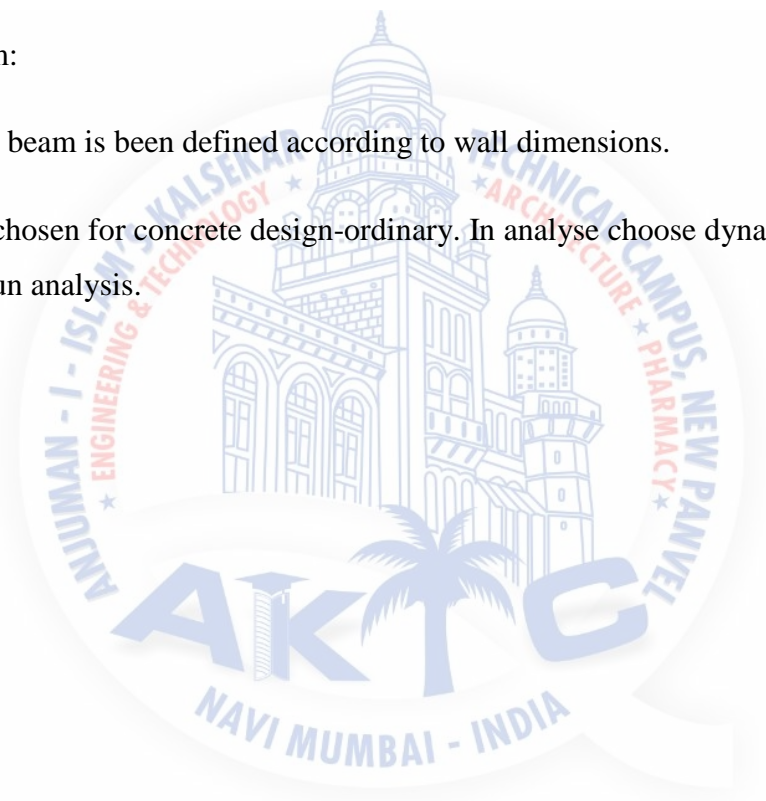 n:
beam is been defined according to wall dimensions.
chosen for concrete design-ordinary. In analyse choose dyna
un analysis.
ANJUMAN - I - ISLAM'S KALSEKAR TECHNICAL CAMPUS, NEW PANVEL
★ ENGINEERING & TECHNOLOGY ★ ★ ARCHITECTURE ★ PHARMACY ★
AKTC
NAVI MUMBAI - INDIA